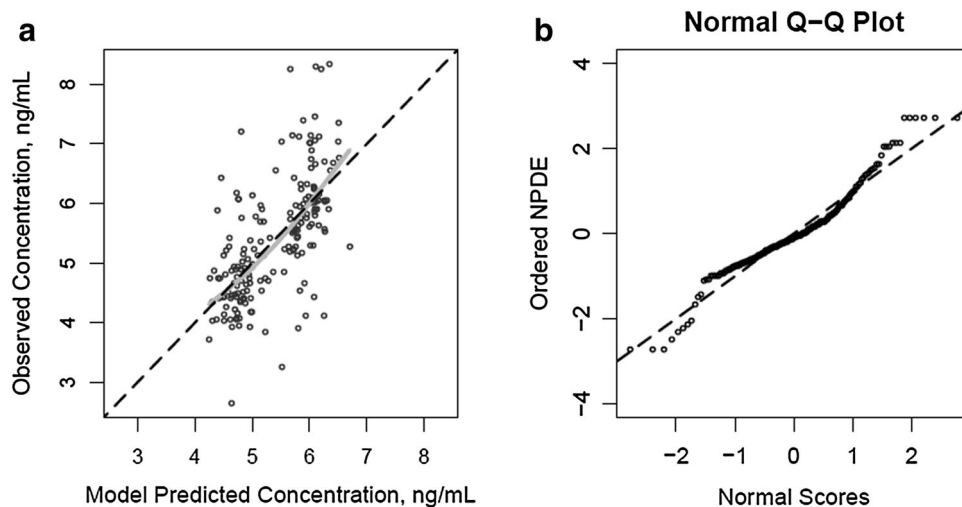 a
Observed Concentration, ng/mL
8
7
6
5
4
3
3 4 5 6 7 8
Model Predicted Concentration, ng/mL
b
Normal Q−Q Plot
Ordered NPDE
4
2
0
−2
−4
−2 −1 0 1 2
Normal Scores